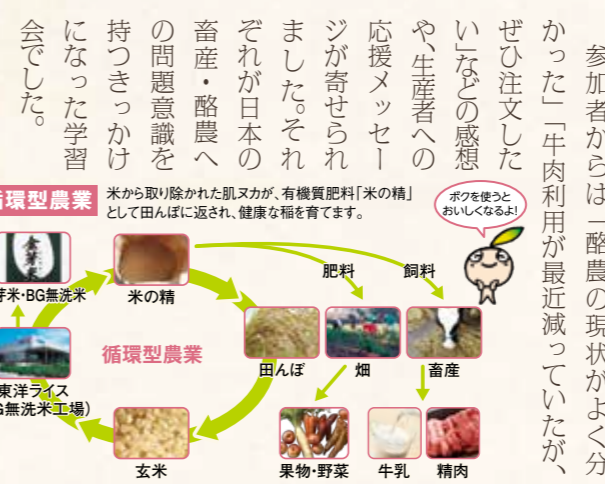 参加者からは「酪農の現状がよく分
かった」「牛肉利用が最近減っていたが、
ぜひ注文した
い」などの感想
や、生産者への
応援メッセー
ジが寄せられ
ました。それ
ぞれが日本の
畜産・酪農へ
の問題意識を
持つきっかけ
になった学習
会でした。
循環型農業
米から取り除かれた肌ヌカが、有機質肥料「米の精」
として田んぼに返され、健康な稲を育てます。
ボクを使うと
おいしくなるよ!
金芽米
芽米・BG無洗米
米の精
肥料
飼料
循環型農業
田んぼ
畑
畜産
東洋ライス
G無洗米工場)
玄米
果物・野菜
牛乳
精肉